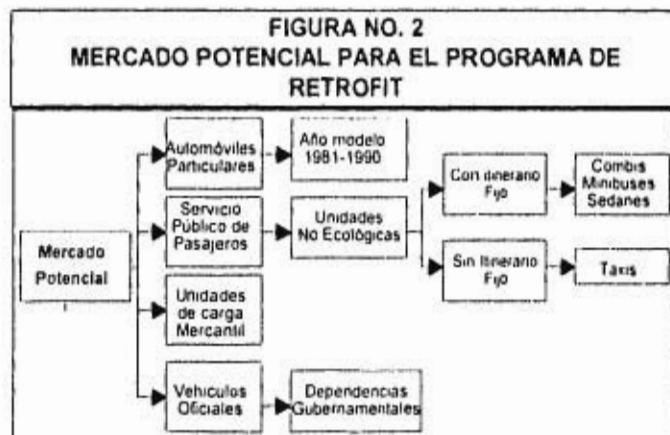 FIGURA NO. 2
MERCADO POTENCIAL PARA EL PROGRAMA DE
RETROFIT
Mercado
Potencial
Automóviles
Particulares
Año modelo
1981-1990
Servicio
Público de
Pasajeros
Unidades
No Ecológicas
Con itinerario
Fijo
Combis
Minibuses
Sedanes
Sin Itinerario
Fijo
Taxis
Unidades
de carga
Mercantil
Vehículos
Oficiales
Dependencias
Gubernamentales